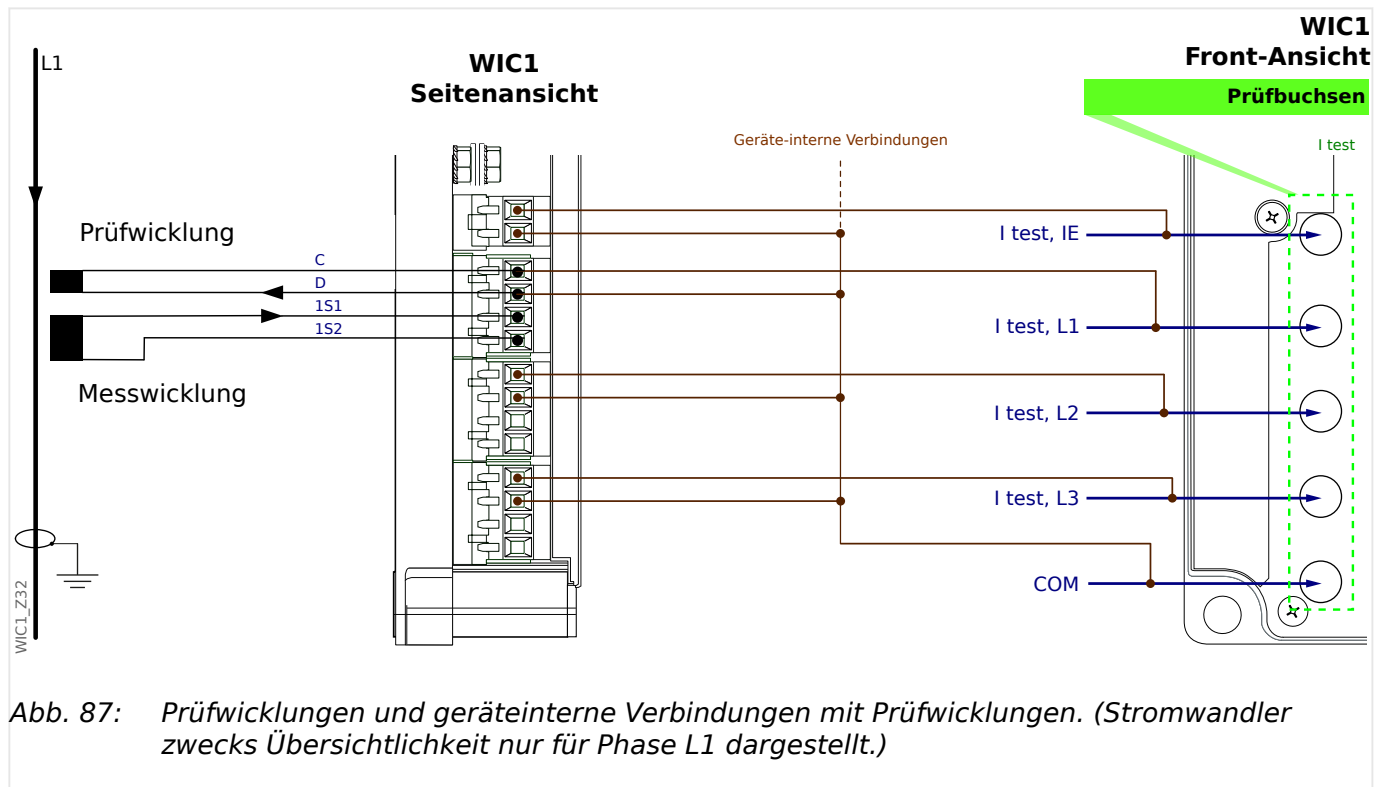 WIC1
Front-Ansicht
Prüfbuchsen
I test
L1
WIC1
Seitenansicht
Geräte-interne Verbindungen
Prüfwicklung
C
D
1S1
1S2
Messwicklung
I test, IE
I test, L1
I test, L2
I test, L3
COM
WIC1_Z32
Abb. 87: Prüfwicklungen und geräteinterne Verbindungen mit Prüfwicklungen. (Stromwandler
zwecks Übersichtlichkeit nur für Phase L1 dargestellt.)